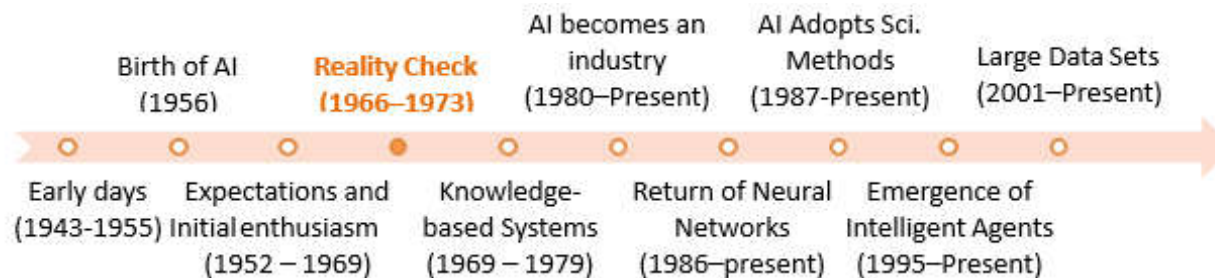 Birth of AI
(1956)
Reality Check
(1966–1973)
AI becomes an
industry
(1980–Present)
AI Adopts Sci.
Methods
(1987-Present)
Large Data Sets
(2001–Present)
Early days
(1943-1955)
Expectations and
Initial enthusiasm
(1952 – 1969)
Knowledge-
based Systems
(1969 – 1979)
Return of Neural
Networks
(1986–present)
Emergence of
Intelligent Agents
(1995–Present)